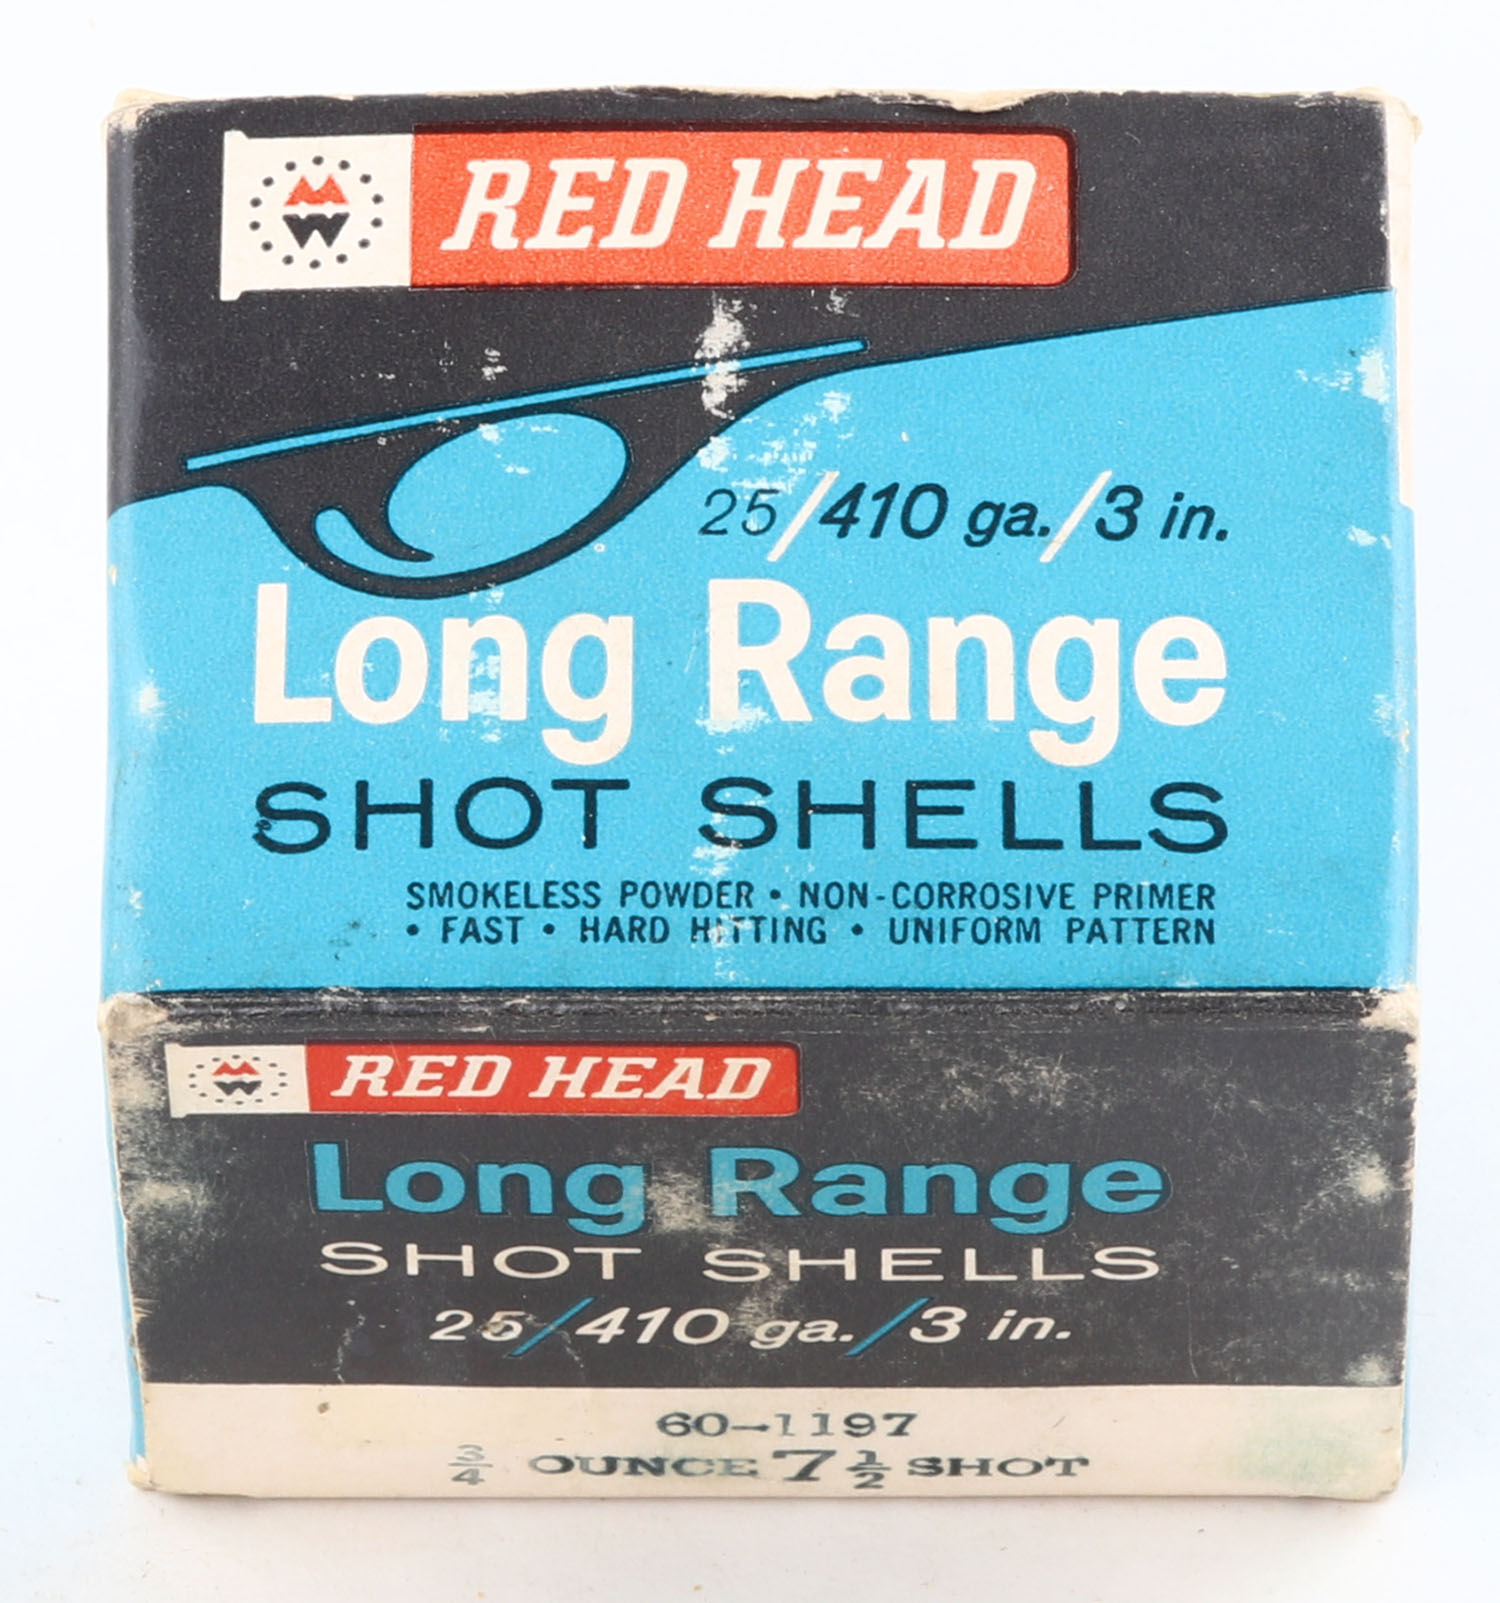 MW RED HEAD
25/410 ga./3 in.
Long Range
SHOT SHELLS
SMOKELESS POWDER • NON-CORROSIVE PRIMER
• FAST • HARD HITTING • UNIFORM PATTERN
MW RED HEAD
Long Range
SHOT SHELLS
25/410 ga./3 in.
60-1197
3/4 OUNCE 7 1/2 SHOT